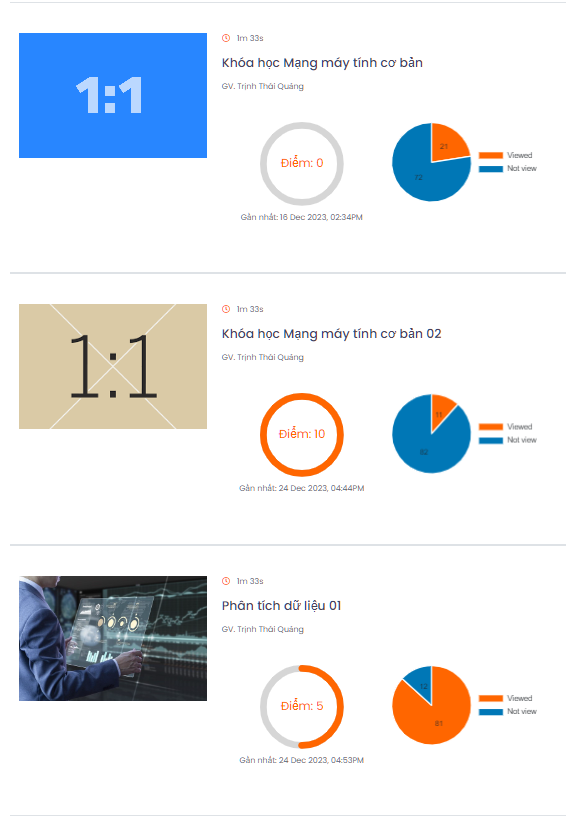 1:1
1m 33s
Khóa học Mạng máy tính cơ bản
GV. Trịnh Thái Quảng
Điểm: 0
Gần nhất: 16 Dec 2023, 02:34PM
21
72
Viewed
Not view
1:1
1m 33s
Khóa học Mạng máy tính cơ bản 02
GV. Trịnh Thái Quảng
Điểm: 10
Gần nhất: 24 Dec 2023, 04:44PM
11
82
Viewed
Not view
1m 33s
Phân tích dữ liệu 01
GV. Trịnh Thái Quảng
Điểm: 5
Gần nhất: 24 Dec 2023, 04:53PM
12
81
Viewed
Not view